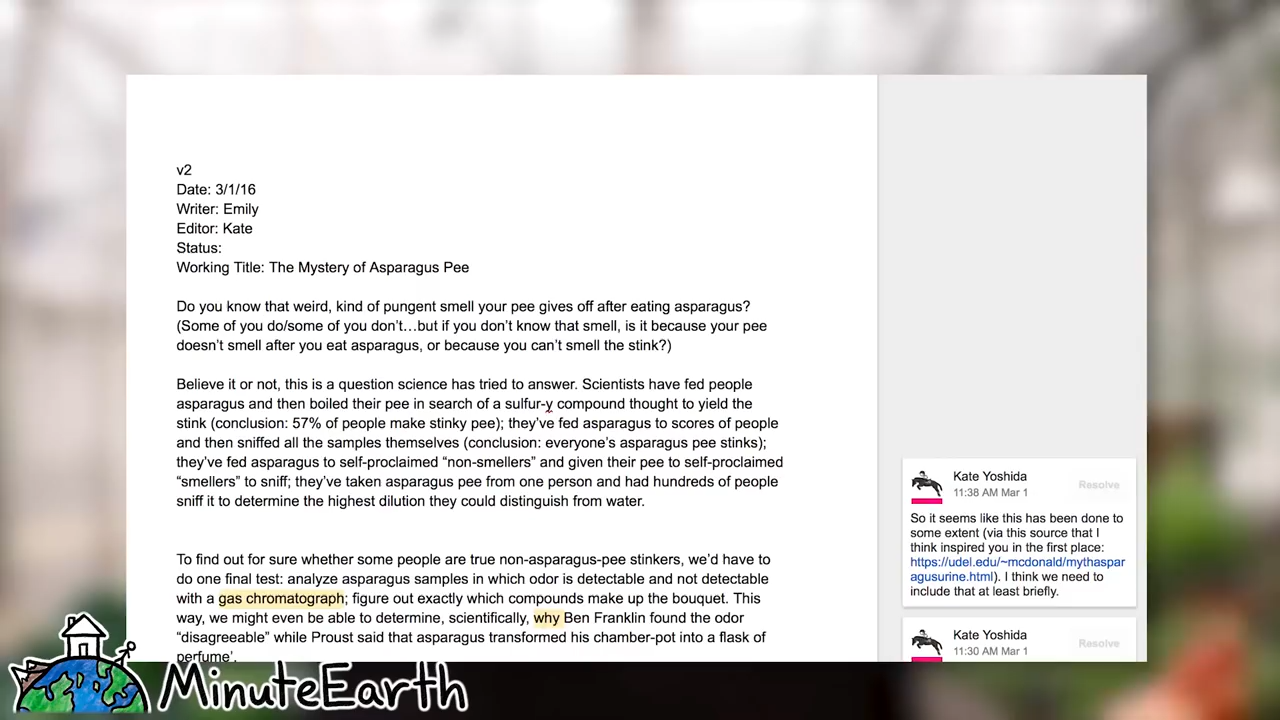 v2
Date: 3/1/16
Writer: Emily
Editor: Kate
Status:
Working Title: The Mystery of Asparagus Pee
Do you know that weird, kind of pungent smell your pee gives off after eating asparagus?
(Some of you do/some of you don't…but if you don't know that smell, is it because your pee
doesn't smell after you eat asparagus, or because you can't smell the stink?)
Believe it or not, this is a question science has tried to answer. Scientists have fed people
asparagus and then boiled their pee in search of a sulfur-y compound thought to yield the
stink (conclusion: 57% of people make stinky pee); they've fed asparagus to scores of people
and then sniffed all the samples themselves (conclusion: everyone's asparagus pee stinks);
they've fed asparagus to self-proclaimed “non-smellers” and given their pee to self-proclaimed
“smellers” to sniff; they've taken asparagus pee from one person and had hundreds of people
sniff it to determine the highest dilution they could distinguish from water.
To find out for sure whether some people are true non-asparagus-pee stinkers, we'd have to
do one final test: analyze asparagus samples in which odor is detectable and not detectable
with a gas chromatograph; figure out exactly which compounds make up the bouquet. This
way, we might even be able to determine, scientifically, why Ben Franklin found the odor
“disagreeable” while Proust said that asparagus transformed his chamber-pot into a flask of
perfume'.
Kate Yoshida
Resolve
11:38 AM Mar 1
So it seems like this has been done to
some extent (via this source that I
think inspired you in the first place:
https://udel.edu/~mcdonald/mythaspar
agusurine.html). I think we need to
include that at least briefly.
Kate Yoshida
Resolve
11:30 AM Mar 1
MinuteEarth